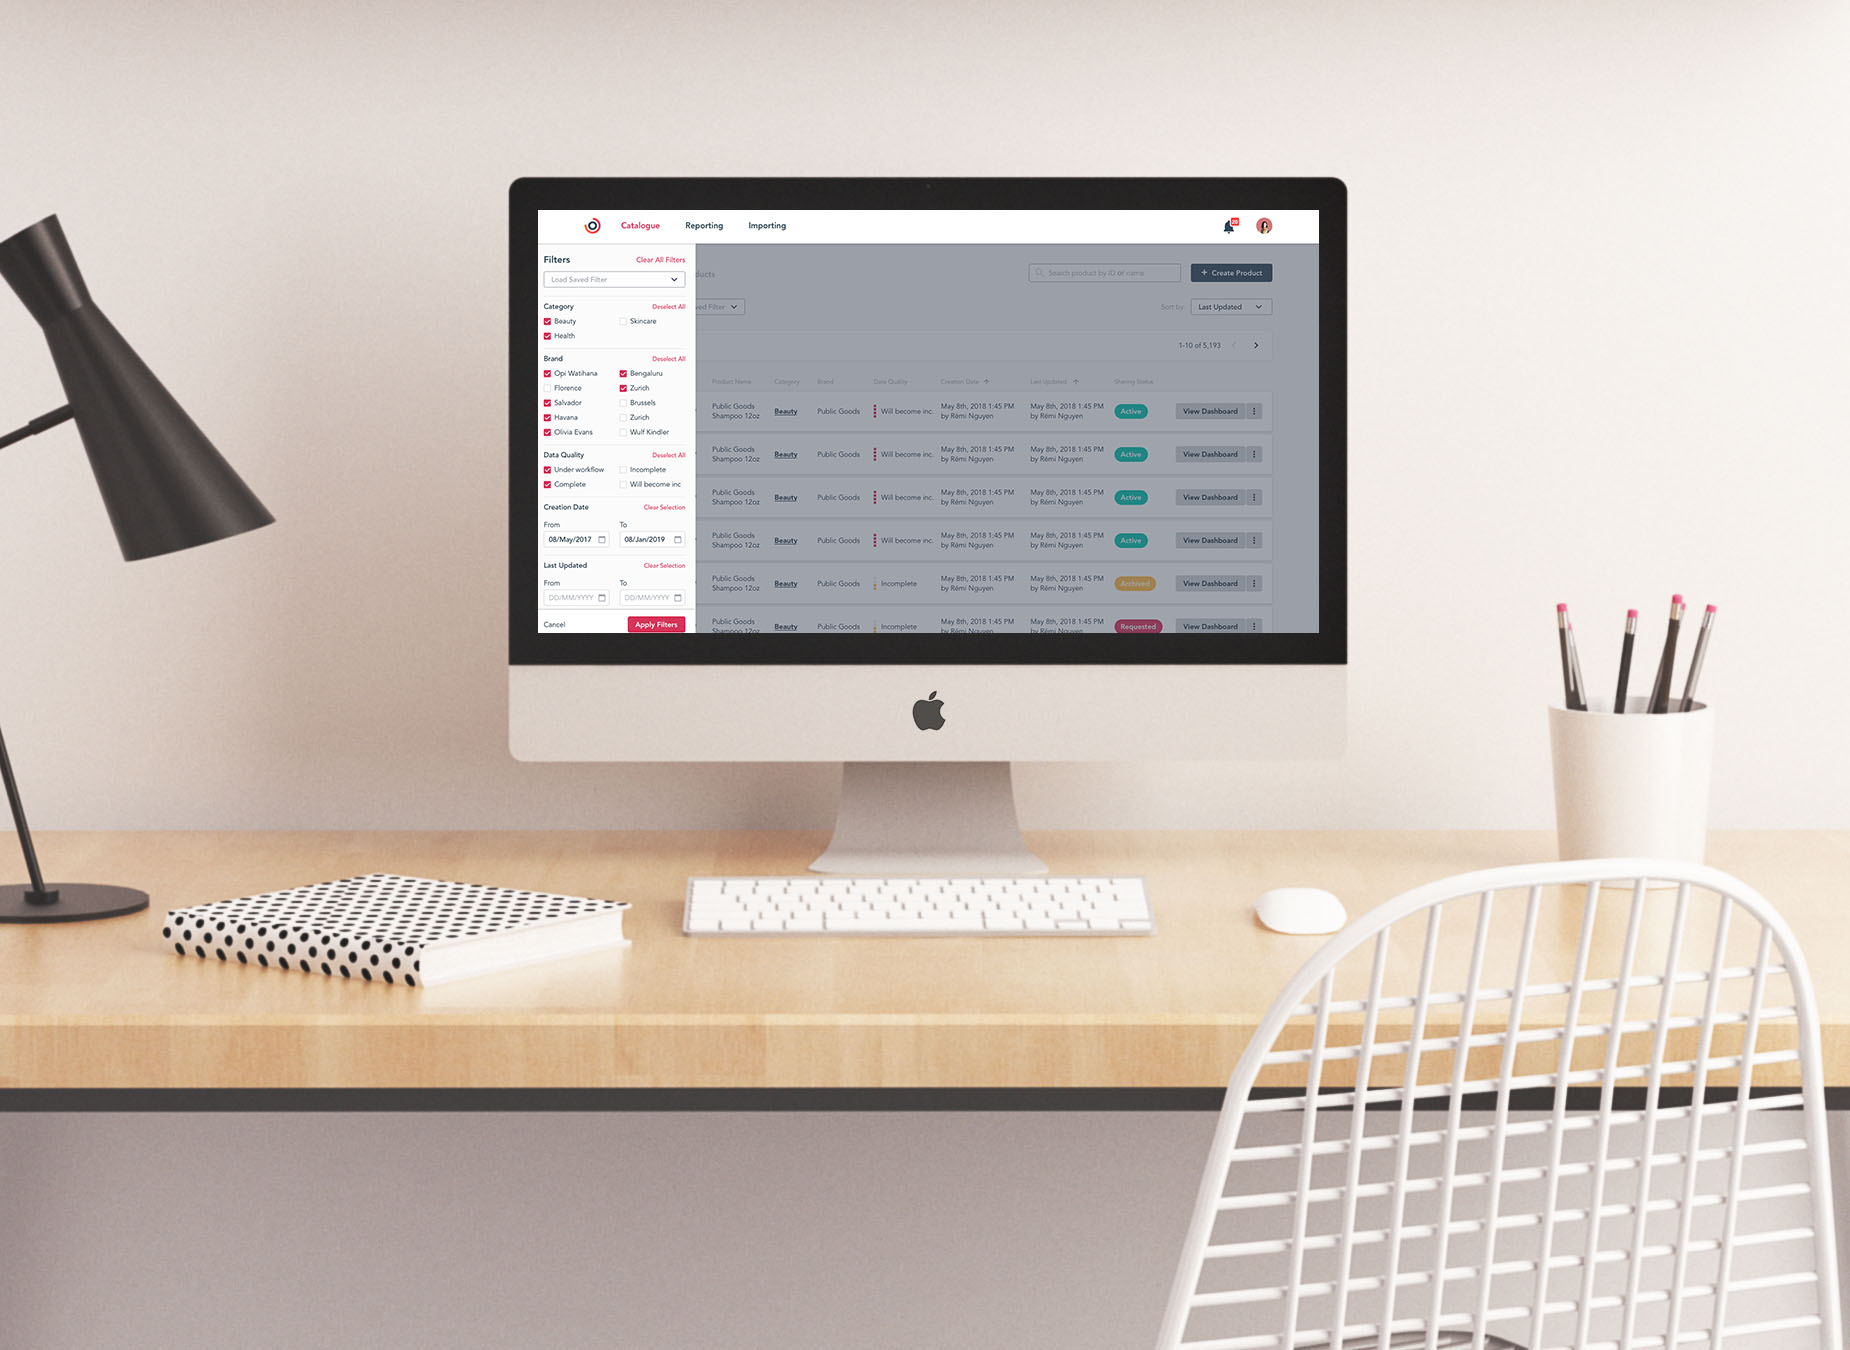 Catalogue Reporting Importing 20
Filters Clear All Filters
Load Saved Filter
Category Deselect All
Beauty Skincare
Health
Brand Deselect All
Opi Watihana Bengaluru
Florence Zurich
Salvador Brussels
Havana Zurich
Olivia Evans Wulf Kindler
Data Quality Deselect All
Under workflow Incomplete
Complete Will become inc
Creation Date Clear Selection
From To
08/May/2017 08/Jan/2019
Last Updated Clear Selection
From To
DD/MM/YYYY DD/MM/YYYY
Cancel Apply Filters
ucts Search product by ID or name + Create Product
ved Filter Sort by: Last Updated
1-10 of 5,193
Product Name Category Brand Data Quality Creation Date Last Updated Sharing Status
Public Goods Shampoo 12oz Beauty Public Goods Will become inc. May 8th, 2018 1:45 PM by Rémi Nguyen May 8th, 2018 1:45 PM by Rémi Nguyen Active View Dashboard
Public Goods Shampoo 12oz Beauty Public Goods Will become inc. May 8th, 2018 1:45 PM by Rémi Nguyen May 8th, 2018 1:45 PM by Rémi Nguyen Active View Dashboard
Public Goods Shampoo 12oz Beauty Public Goods Will become inc. May 8th, 2018 1:45 PM by Rémi Nguyen May 8th, 2018 1:45 PM by Rémi Nguyen Active View Dashboard
Public Goods Shampoo 12oz Beauty Public Goods Will become inc. May 8th, 2018 1:45 PM by Rémi Nguyen May 8th, 2018 1:45 PM by Rémi Nguyen Active View Dashboard
Public Goods Shampoo 12oz Beauty Public Goods Incomplete May 8th, 2018 1:45 PM by Rémi Nguyen May 8th, 2018 1:45 PM by Rémi Nguyen Archived View Dashboard
Public Goods Shampoo 12oz Beauty Public Goods Incomplete May 8th, 2018 1:45 PM by Rémi Nguyen May 8th, 2018 1:45 PM by Rémi Nguyen Requested View Dashboard